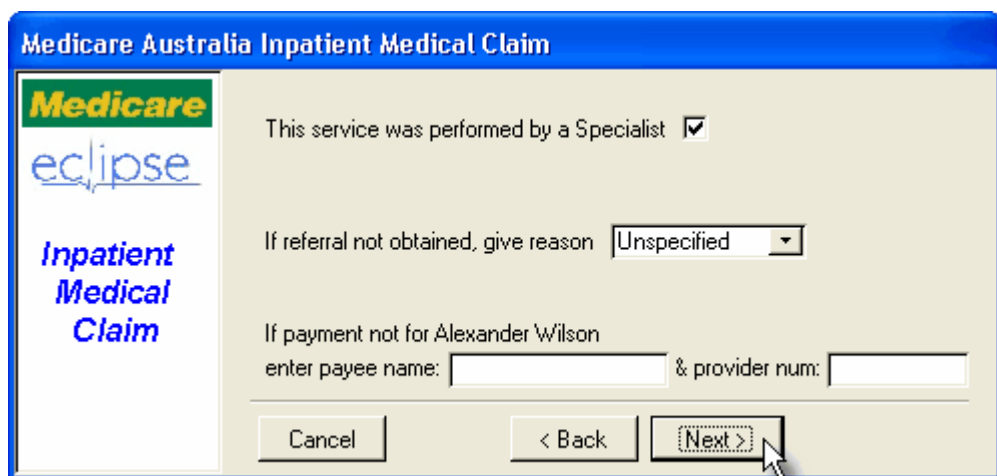 Medicare Australia Inpatient Medical Claim
Medicare
eclipse
Inpatient
Medical
Claim
This service was performed by a Specialist
If referral not obtained, give reason Unspecified
If payment not for Alexander Wilson
enter payee name: & provider num:
Cancel < Back Next >